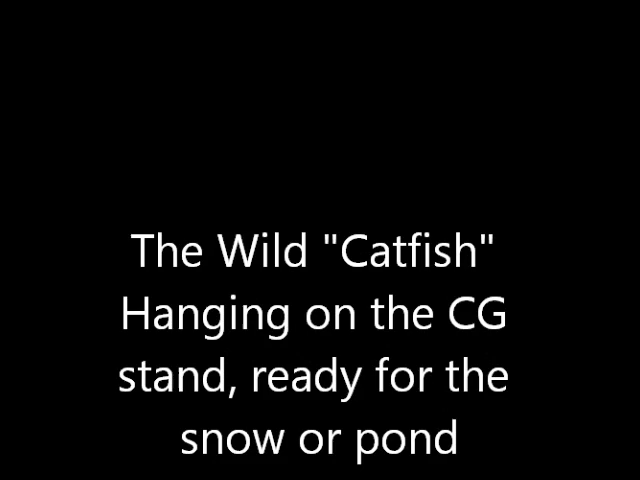 The Wild "Catfish"
Hanging on the CG
stand, ready for the
snow or pond